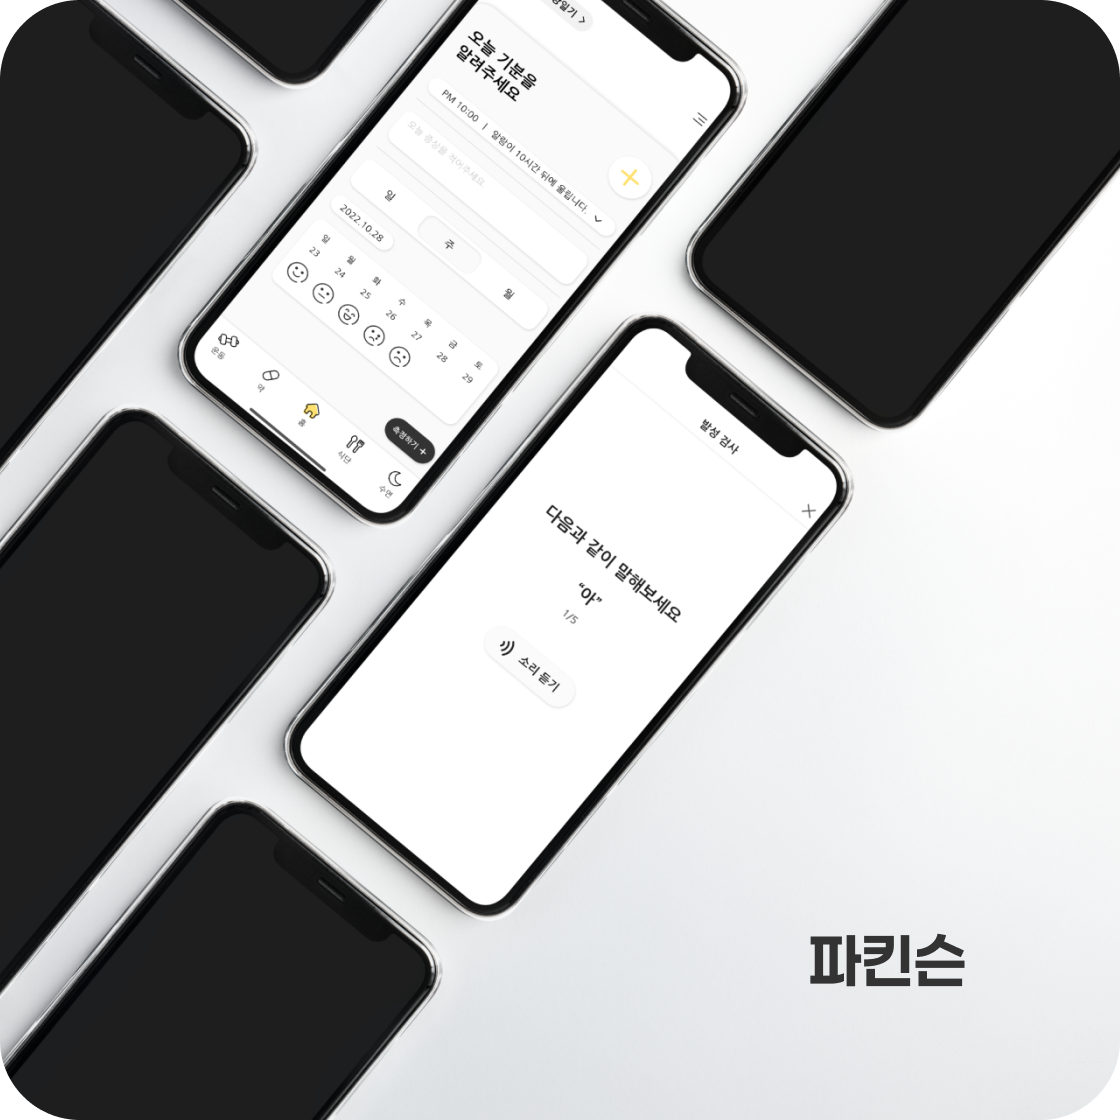 오늘 기분을
알려주세요
PM 10:00 | 알람이 10시간 뒤에 울립니다.
오늘 증상을 적어주세요
일 주 월
2022.10.28
일 월 화 수 목 금 토
23 24 25 26 27 28 29
측정하기 +
운동 약 홈 식단 수면
발성 검사
다음과 같이 말해보세요
“아”
1/5
소리 듣기
파킨슨